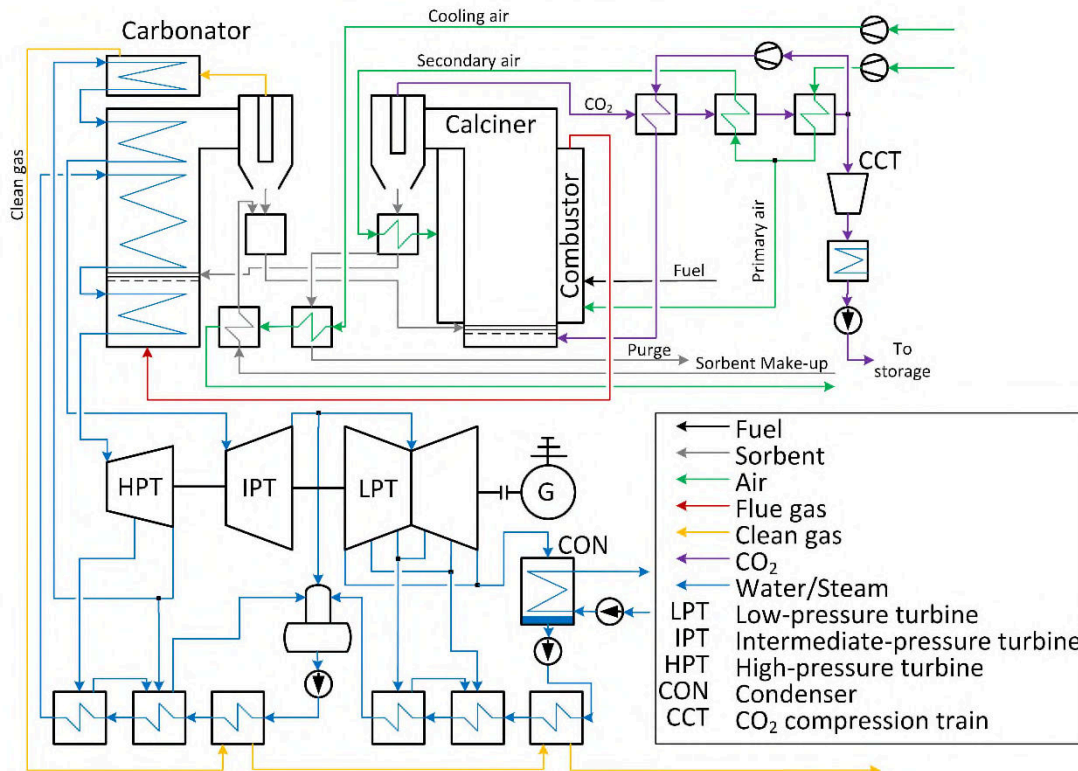 Cooling air
Carbonator
Secondary air
CO₂
Calciner
CCT
Clean gas
Combustor
Primary air
Fuel
Purge
Sorbent Make-up
To
storage
HPT
IPT
LPT
G
CON
Fuel
Sorbent
Air
Flue gas
Clean gas
CO₂
Water/Steam
LPT Low-pressure turbine
IPT Intermediate-pressure turbine
HPT High-pressure turbine
CON Condenser
CCT CO₂ compression train